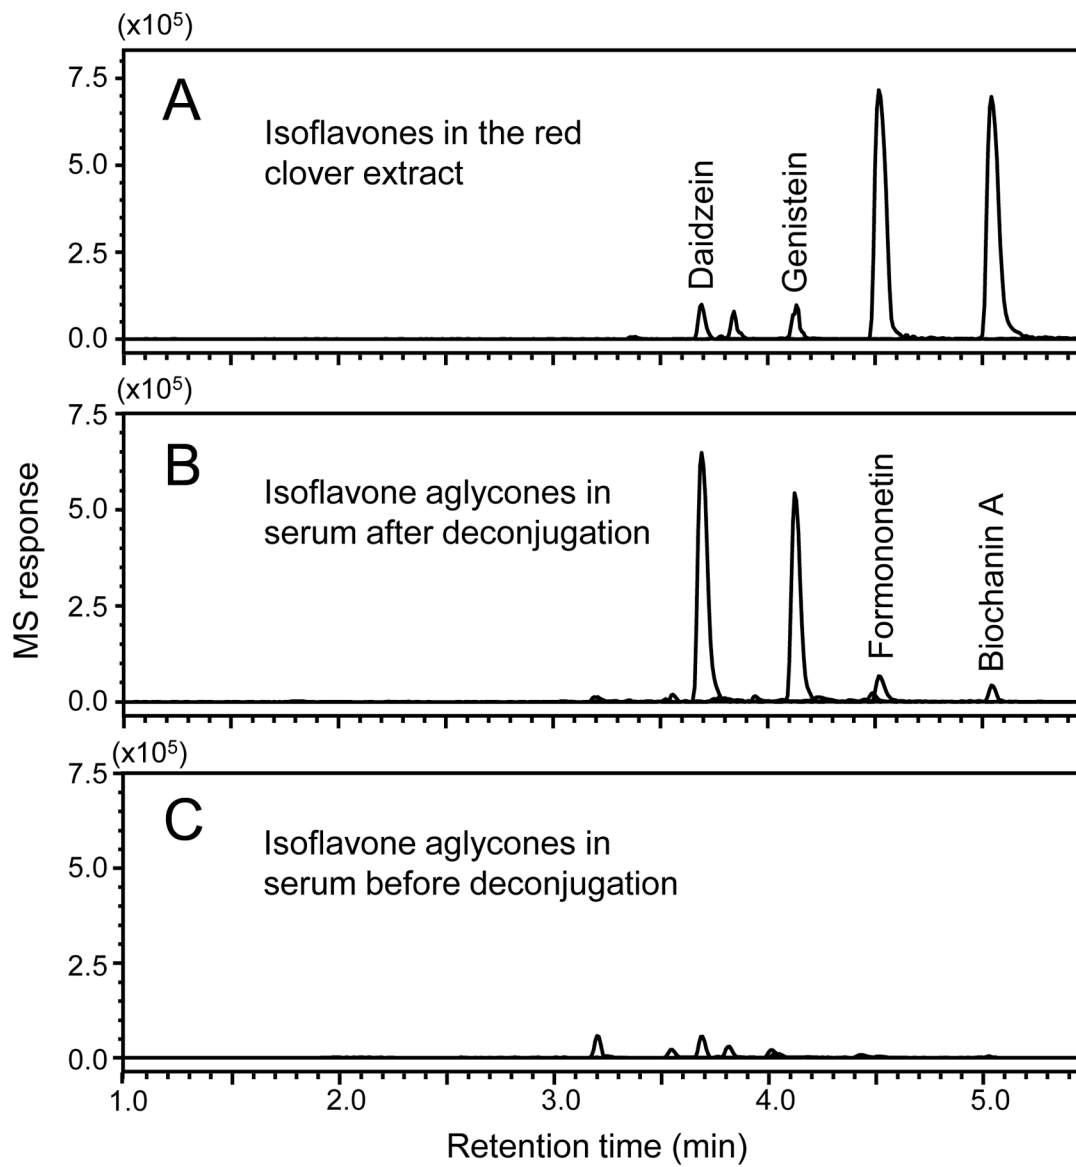 (x10⁵)
7.5
5.0
2.5
0.0
A
Isoflavones in the red
clover extract
Daidzein
Genistein
(x10⁵)
7.5
5.0
2.5
0.0
B
Isoflavone aglycones in
serum after deconjugation
Formononetin
Biochanin A
MS response
(x10⁵)
7.5
5.0
2.5
0.0
C
Isoflavone aglycones in
serum before deconjugation
1.0 2.0 3.0 4.0 5.0
Retention time (min)